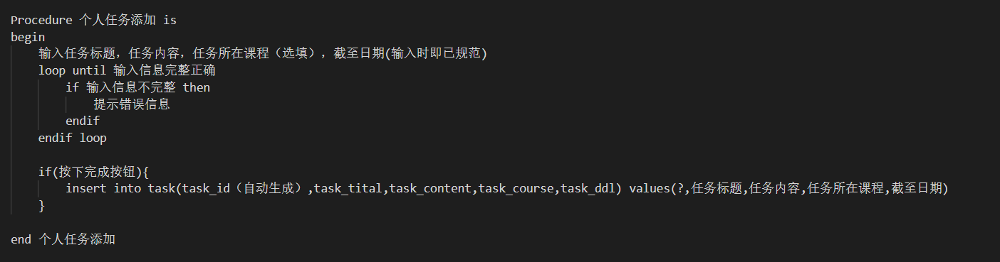 Procedure 个人任务添加 is
begin
输入任务标题，任务内容，任务所在课程（选填），截至日期(输入时即已规范)
loop until 输入信息完整正确
if 输入信息不完整 then
提示错误信息
endif
endif loop
if(按下完成按钮){
insert into task(task_id（自动生成）,task_tital,task_content,task_course,task_ddl) values(?,任务标题,任务内容,任务所在课程,截至日期)
}
end 个人任务添加